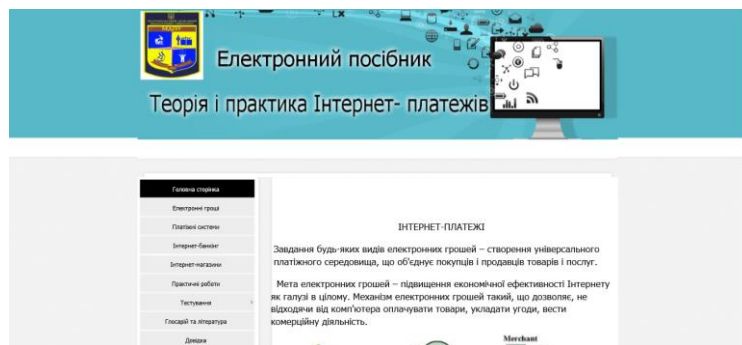 Електронний посібник
Теорія і практика Інтернет- платежів
Головна сторінка
Електронні гроші
Платіжні системи
Інтернет-банкінг
Інтернет-магазини
Практичні роботи
Тестування
Глосарій та література
Довідка
ІНТЕРНЕТ-ПЛАТЕЖІ
Завдання будь-яких видів електронних грошей – створення універсального
платіжного середовища, що об'єднує покупців і продавців товарів і послуг.
Мета електронних грошей – підвищення економічної ефективності Інтернету
як галузі в цілому. Механізм електронних грошей такий, що дозволяє, не
відходячи від комп'ютера оплачувати товари, укладати угоди, вести
комерційну діяльність.
Merchant